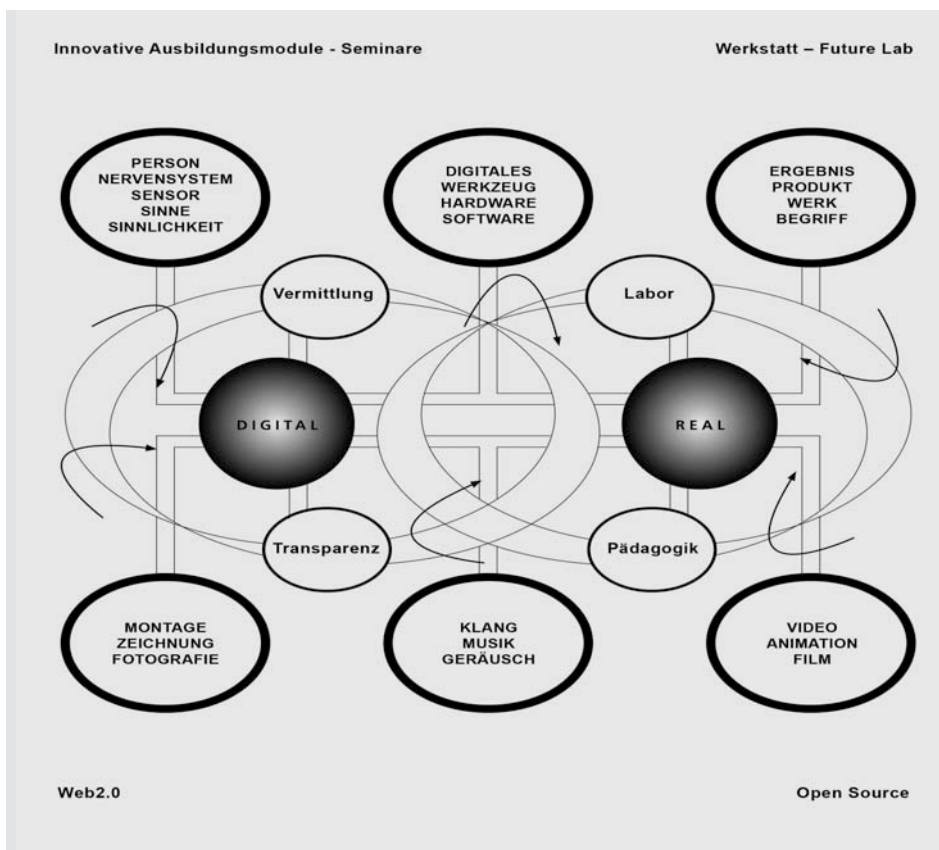 Innovative Ausbildungsmodule - Seminare
Werkstatt – Future Lab
PERSON
NERVENSYSTEM
SENSOR
SINNE
SINNLICHKEIT
DIGITALES
WERKZEUG
HARDWARE
SOFTWARE
ERGEBNIS
PRODUKT
WERK
BEGRIFF
Vermittlung
Labor
DIGITAL
REAL
Transparenz
Pädagogik
MONTAGE
ZEICHNUNG
FOTOGRAFIE
KLANG
MUSIK
GERÄUSCH
VIDEO
ANIMATION
FILM
Web2.0
Open Source